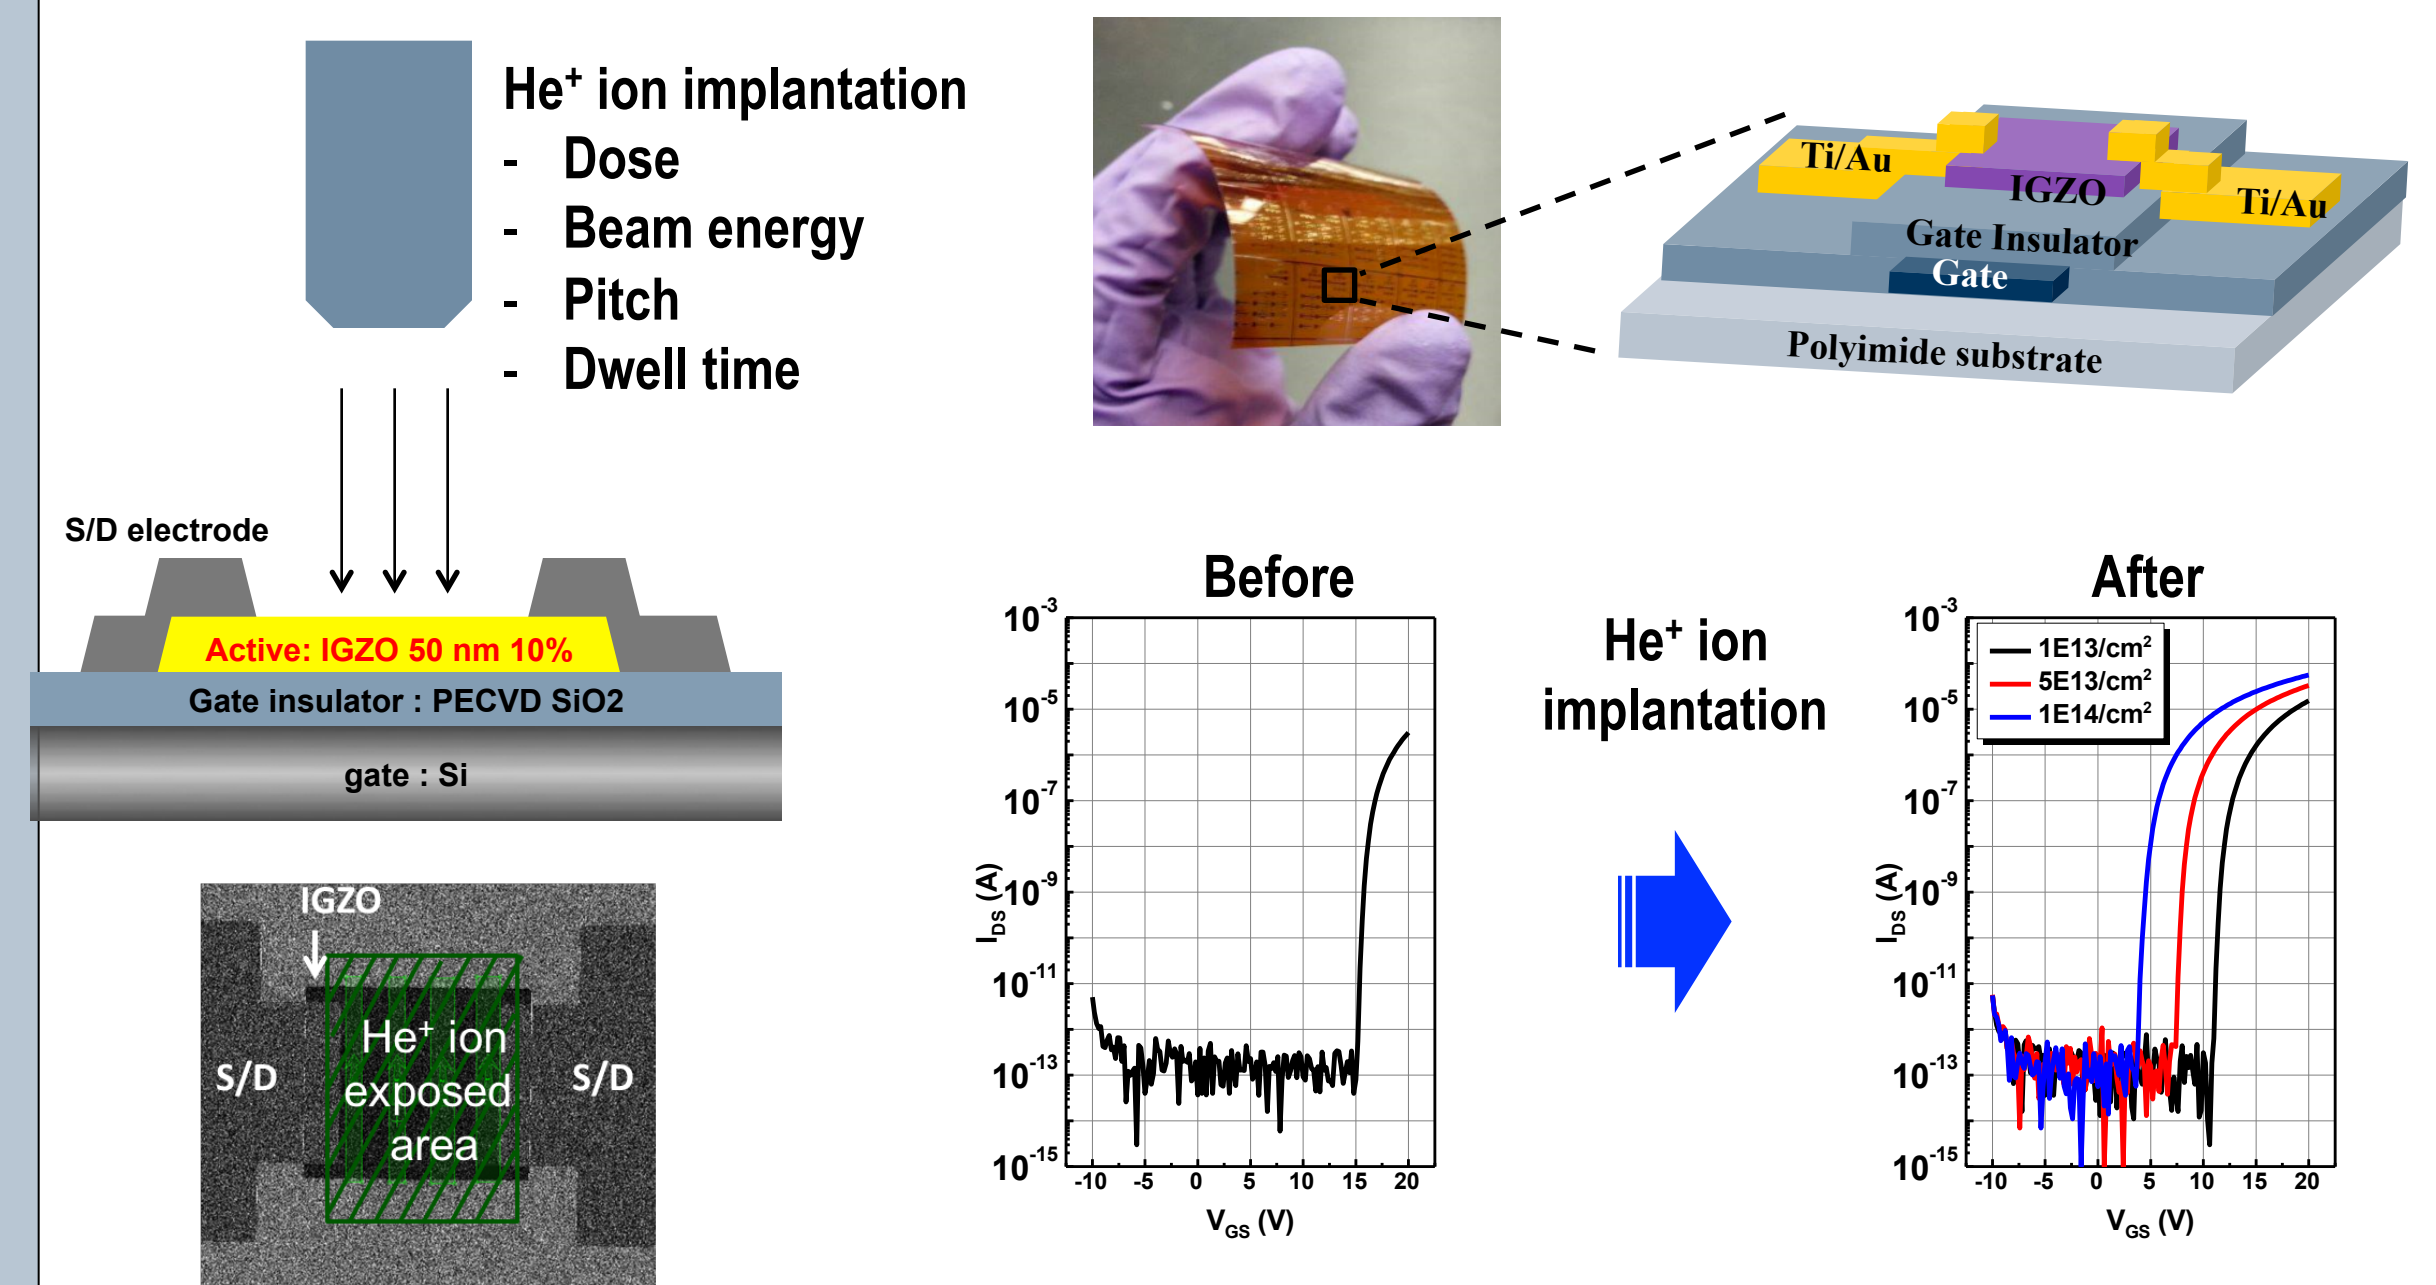 He⁺ ion implantation
- Dose
- Beam energy
- Pitch
- Dwell time
S/D electrode
Active: IGZO 50 nm 10%
Gate insulator : PECVD SiO2
gate : Si
IGZO
He⁺ ion
exposed
area
S/D
S/D
Ti/Au
IGZO
Ti/Au
Gate Insulator
Gate
Polyimide substrate
Before
10⁻³
10⁻⁵
10⁻⁷
10⁻⁹
10⁻¹¹
10⁻¹³
10⁻¹⁵
I_DS (A)
-10 -5 0 5 10 15 20
V_GS (V)
He⁺ ion
implantation
After
1E13/cm²
5E13/cm²
1E14/cm²
10⁻³
10⁻⁵
10⁻⁷
10⁻⁹
10⁻¹¹
10⁻¹³
10⁻¹⁵
I_DS (A)
-10 -5 0 5 10 15 20
V_GS (V)